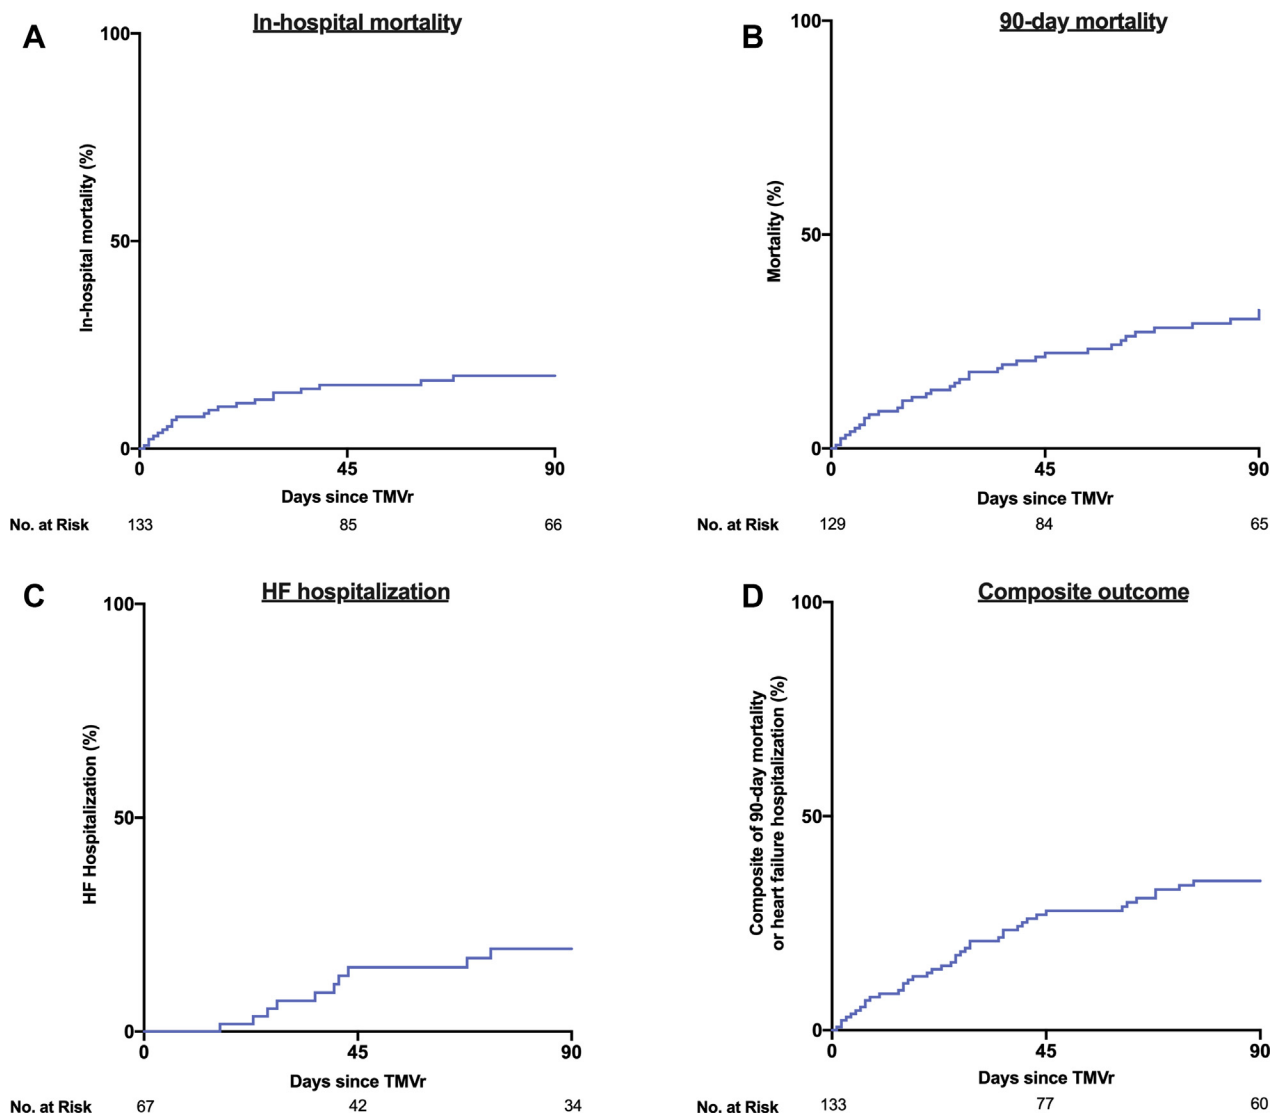 A
In-hospital mortality
100
50
0
In-hospital mortality (%)
0 45 90
Days since TMVr
No. at Risk 133 85 66
B
90-day mortality
100
50
0
Mortality (%)
0 45 90
Days since TMVr
No. at Risk 129 84 65
C
HF hospitalization
100
50
0
HF Hospitalization (%)
0 45 90
Days since TMVr
No. at Risk 67 42 34
D
Composite outcome
100
50
0
Composite of 90-day mortality
or heart failure hospitalization (%)
0 45 90
Days since TMVr
No. at Risk 133 77 60